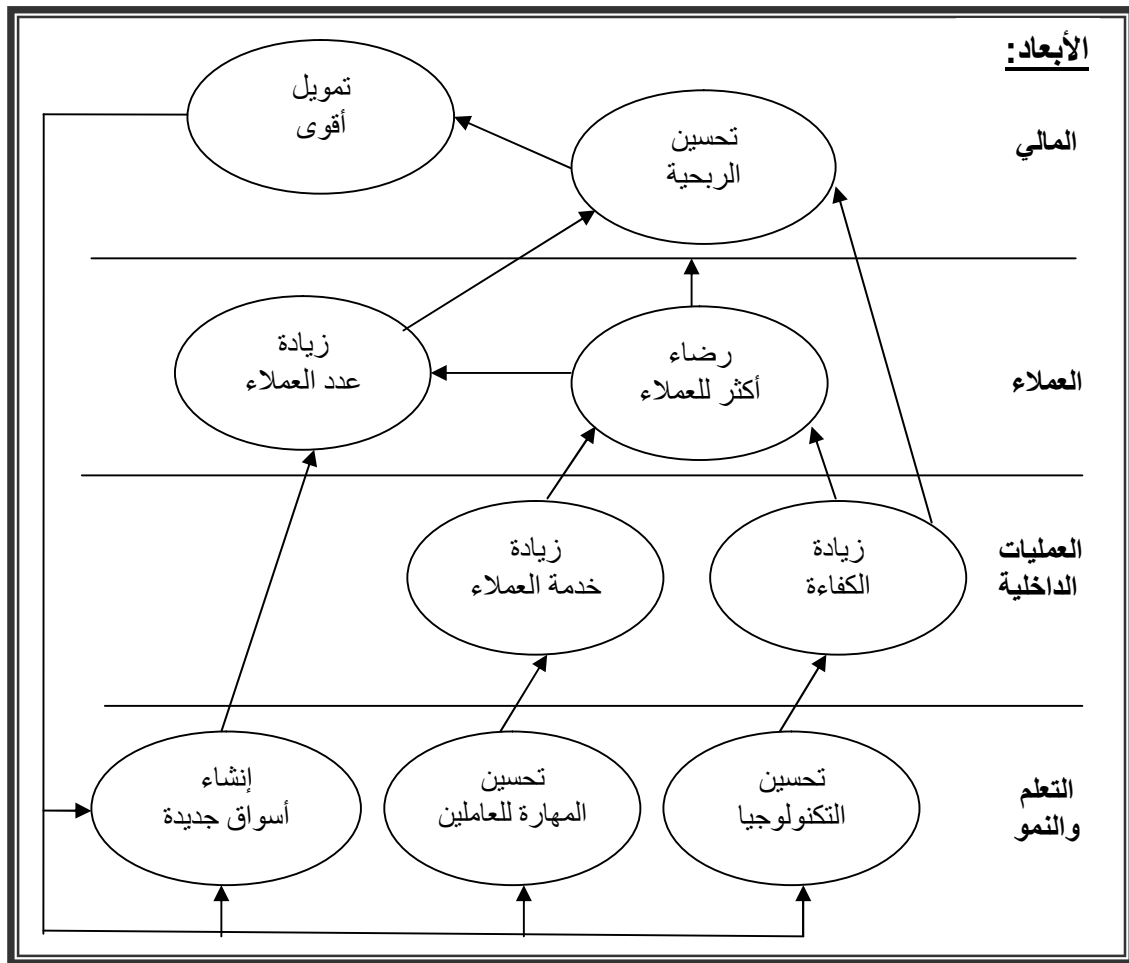 الأبعاد:
المالي
تحسين
الربحية
تمويل
أقوى
العملاء
رضاء
أكثر للعملاء
زيادة
عدد العملاء
العمليات
الداخلية
زيادة
الكفاءة
زيادة
خدمة العملاء
التعلم
والنمو
تحسين
التكنولوجيا
تحسين
المهارة للعاملين
إنشاء
أسواق جديدة